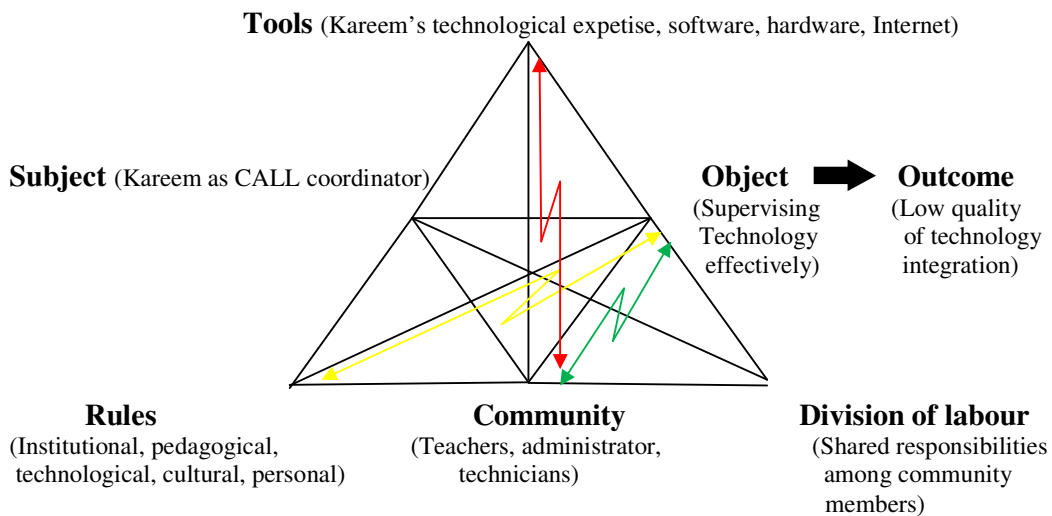 Tools (Kareem's technological expetise, software, hardware, Internet)
Subject (Kareem as CALL coordinator)
Object
(Supervising
Technology
effectively)
Outcome
(Low quality
of technology
integration)
Rules
(Institutional, pedagogical,
technological, cultural, personal)
Community
(Teachers, administrator,
technicians)
Division of labour
(Shared responsibilities
among community
members)